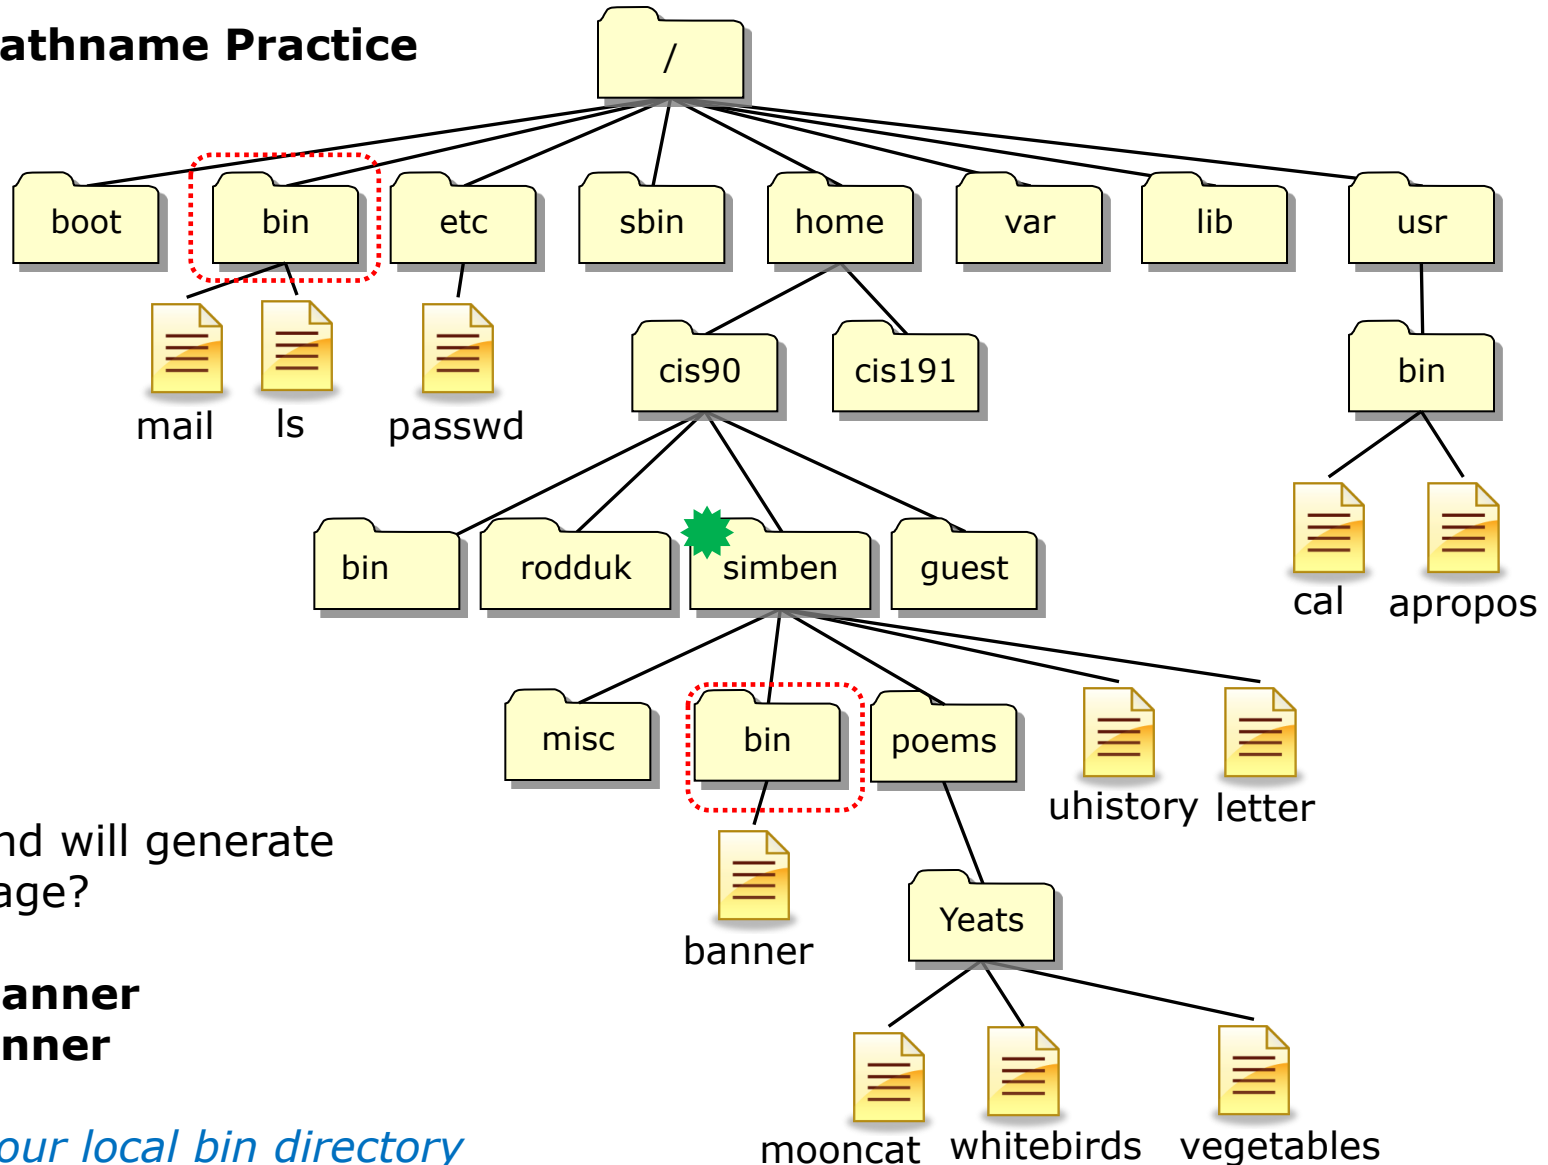 athname Practice
/
boot bin etc sbin home var lib usr
mail ls passwd
cis90 cis191 bin
bin rodduk simben guest
cal apropos
misc bin poems
uhistory letter
nd will generate
age?
banner
Yeats
anner
nner
our local bin directory
mooncat whitebirds vegetables